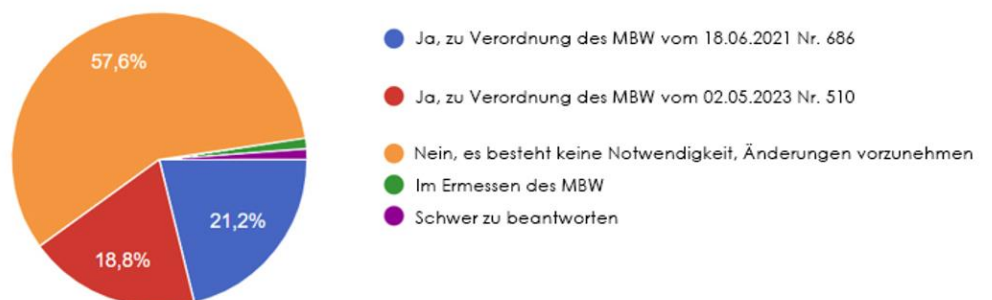 57,6%
21,2%
18,8%
Ja, zu Verordnung des MBW vom 18.06.2021 Nr. 686
Ja, zu Verordnung des MBW vom 02.05.2023 Nr. 510
Nein, es besteht keine Notwendigkeit, Änderungen vorzunehmen
Im Ermessen des MBW
Schwer zu beantworten